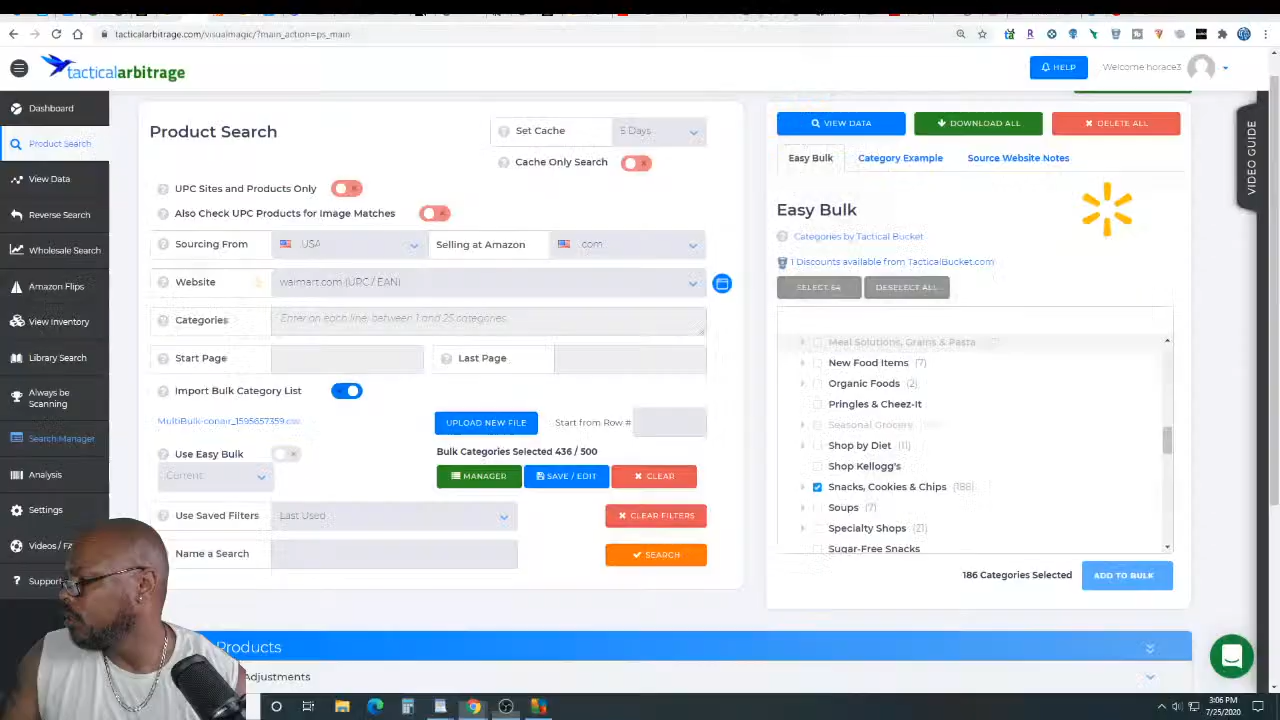 tacticalarbitrage.com/visualmagic/?main_action=ps_main
tacticalarbitrage
HELP
Welcome horace3
Dashboard
Product Search
View Data
Reverse Search
Wholesale Search
Amazon Flips
View Inventory
Library Search
Always be
Scanning
Search Manager
Analysis
Settings
Videos / FA
Support
Product Search
Set Cache
5 Days
Cache Only Search
UPC Sites and Products Only
Also Check UPC Products for Image Matches
Sourcing From
USA
Selling at Amazon
.com
Website
walmart.com (UPC / EAN)
Categories
Enter on each line, between 1 and 25 categories.
Start Page
Last Page
Import Bulk Category List
MultiBulk-conair_1595657359.csv
UPLOAD NEW FILE
Start from Row #
Use Easy Bulk
Bulk Categories Selected 436 / 500
Current
MANAGER
SAVE / EDIT
CLEAR
Use Saved Filters
Last Used
CLEAR FILTERS
Name a Search
SEARCH
VIEW DATA
DOWNLOAD ALL
DELETE ALL
Easy Bulk
Category Example
Source Website Notes
Easy Bulk
Categories by Tactical Bucket
1 Discounts available from TacticalBucket.com
SELECT 64
DESELECT ALL
Meal Solutions, Grains & Pasta
New Food Items (7)
Organic Foods (2)
Pringles & Cheez-It
Seasonal Grocery
Shop by Diet (11)
Shop Kellogg's
Snacks, Cookies & Chips (188)
Soups (7)
Specialty Shops (21)
Sugar-Free Snacks
186 Categories Selected
ADD TO BULK
VIDEO GUIDE
Products
Adjustments
3:06 PM
7/25/2020